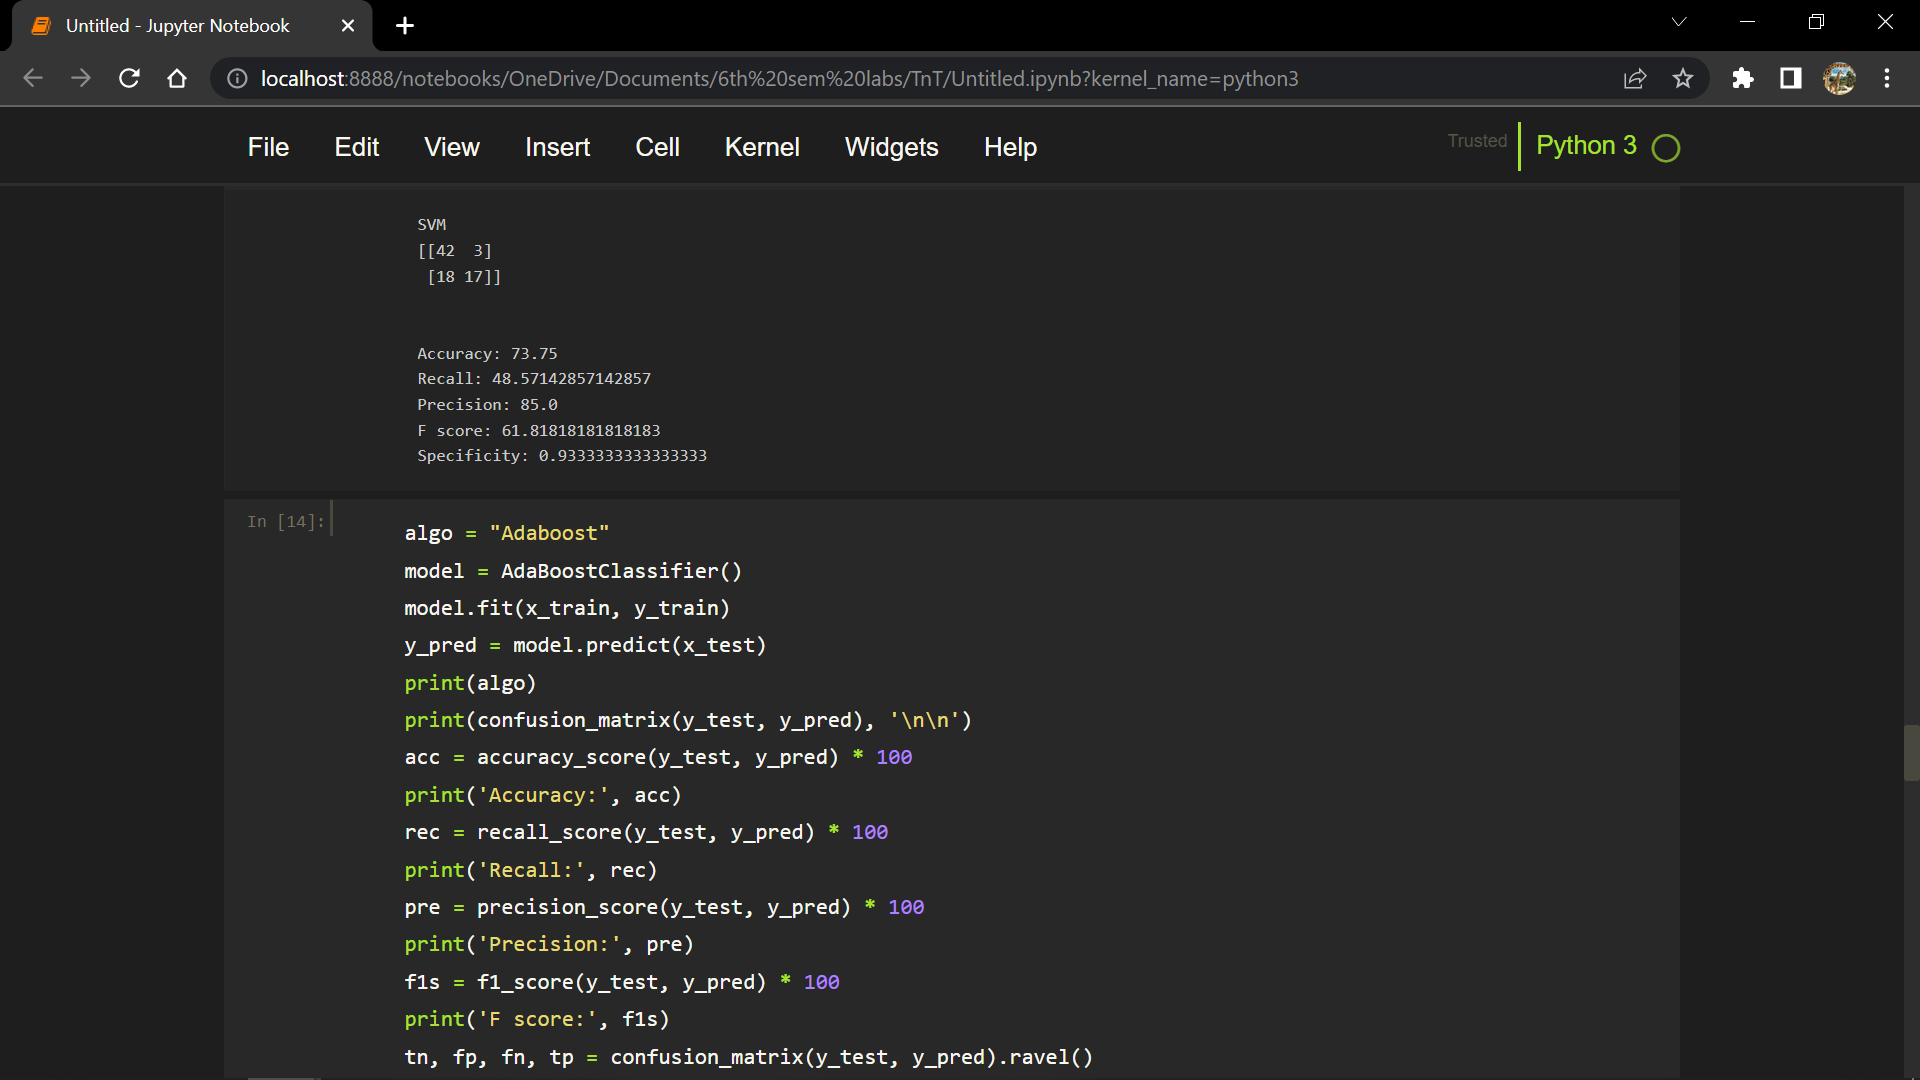 Untitled - Jupyter Notebook
localhost:8888/notebooks/OneDrive/Documents/6th%20sem%20labs/TnT/Untitled.ipynb?kernel_name=python3
File Edit View Insert Cell Kernel Widgets Help Trusted Python 3
SVM
[[42  3]
 [18 17]]
Accuracy: 73.75
Recall: 48.57142857142857
Precision: 85.0
F score: 61.81818181818183
Specificity: 0.9333333333333333
In [14]:
algo = "Adaboost"
model = AdaBoostClassifier()
model.fit(x_train, y_train)
y_pred = model.predict(x_test)
print(algo)
print(confusion_matrix(y_test, y_pred), '\n\n')
acc = accuracy_score(y_test, y_pred) * 100
print('Accuracy:', acc)
rec = recall_score(y_test, y_pred) * 100
print('Recall:', rec)
pre = precision_score(y_test, y_pred) * 100
print('Precision:', pre)
f1s = f1_score(y_test, y_pred) * 100
print('F score:', f1s)
tn, fp, fn, tp = confusion_matrix(y_test, y_pred).ravel()